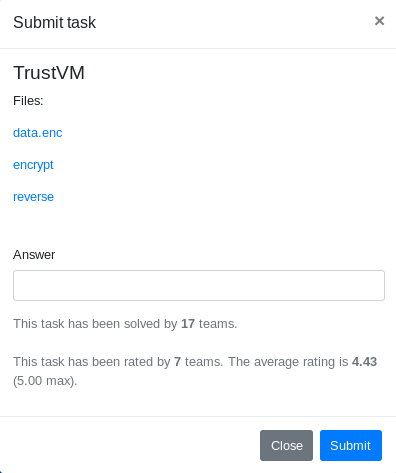 Submit task
×
TrustVM
Files:
data.enc
encrypt
reverse
Answer
This task has been solved by 17 teams.
This task has been rated by 7 teams. The average rating is 4.43
(5.00 max).
Close Submit